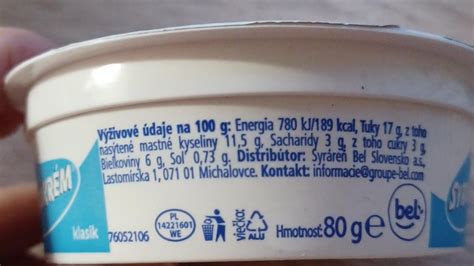 Výživové údaje na 100 g: Energia 780 kJ/189 kcal, Tuky 17 g, z toho
nasýtené mastné kyseliny 11,5 g, Sacharidy 3 g, z toho cukry 3 g,
Bielkoviny 6 g, Soľ 0,73 g. Distribútor: Syráreň Bel Slovensko a.s.,
Lastomírska 1, 071 01 Michalovce. Kontakt: informacie@groupe-bel.com
klasik
76052106
PL
14221601
WE
viečko:
ALU
Hmotnosť: 80 g e
bel